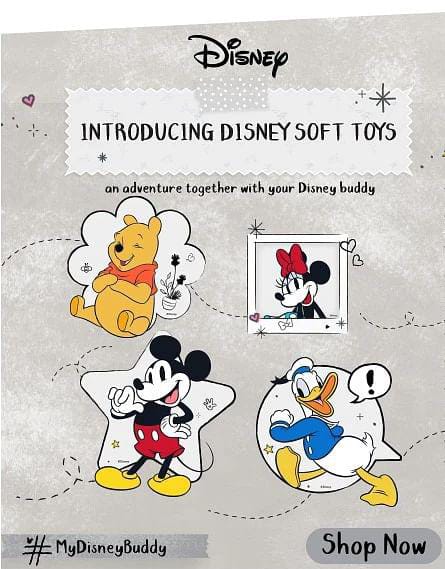 Disney
INTRODUCING DISNEY SOFT TOYS
an adventure together with your Disney buddy
!
#MyDisneyBuddy
Shop Now